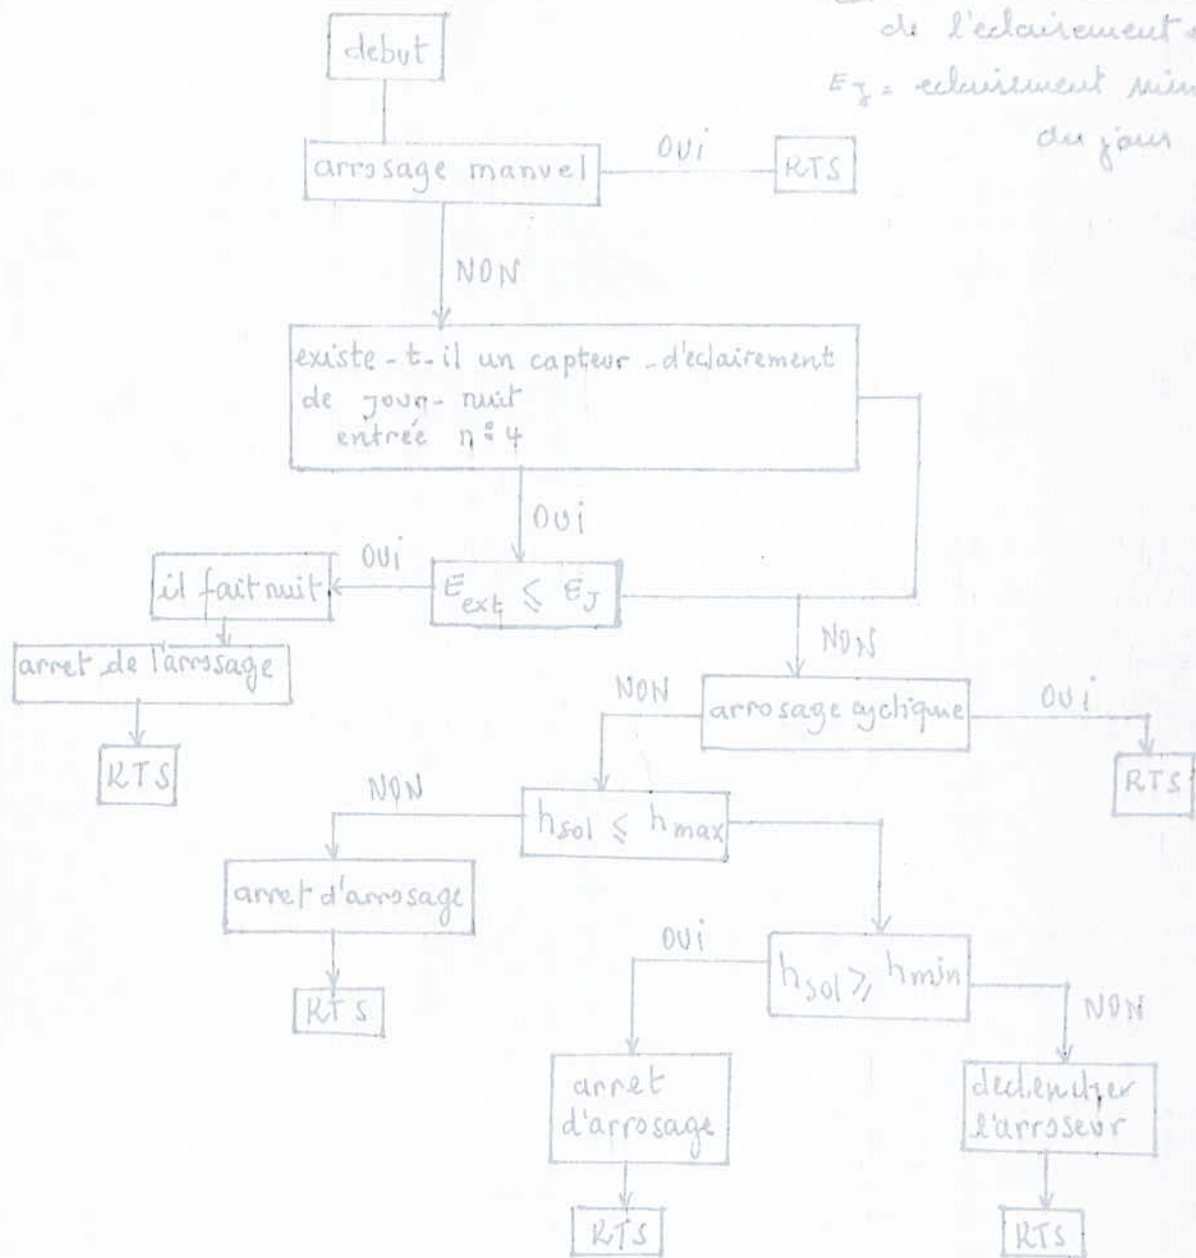 de l'eclairement
debut
E_J = eclairement
du jour
arrosage manuel
OUi
RTS
NON
existe-t-il un capteur-d'eclairement
de jour-nuit
entrée n°4
OUi
OUi
il fait nuit
E_ext ⩽ E_J
arret de l'arrosage
NON
NON
arrosage cyclique
OUi
RTS
RTS
NON
h_sol ⩽ h_max
arret d'arrosage
OUi
h_sol ⩾ h_min
RTS
NON
arret
d'arrosage
declencher
l'arroseur
RTS
RTS